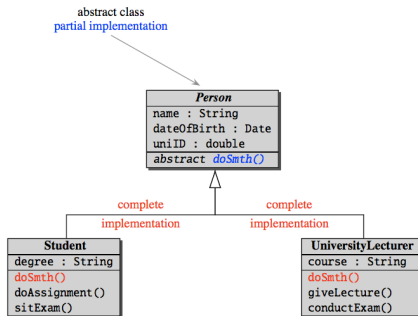 abstract class
partial implementation
Person
name : String
dateOfBirth : Date
uniID : double
abstract doSmth()
complete
implementation
complete
implementation
Student
degree : String
doSmth()
doAssignment()
sitExam()
UniversityLecturer
course : String
doSmth()
giveLecture()
conductExam()